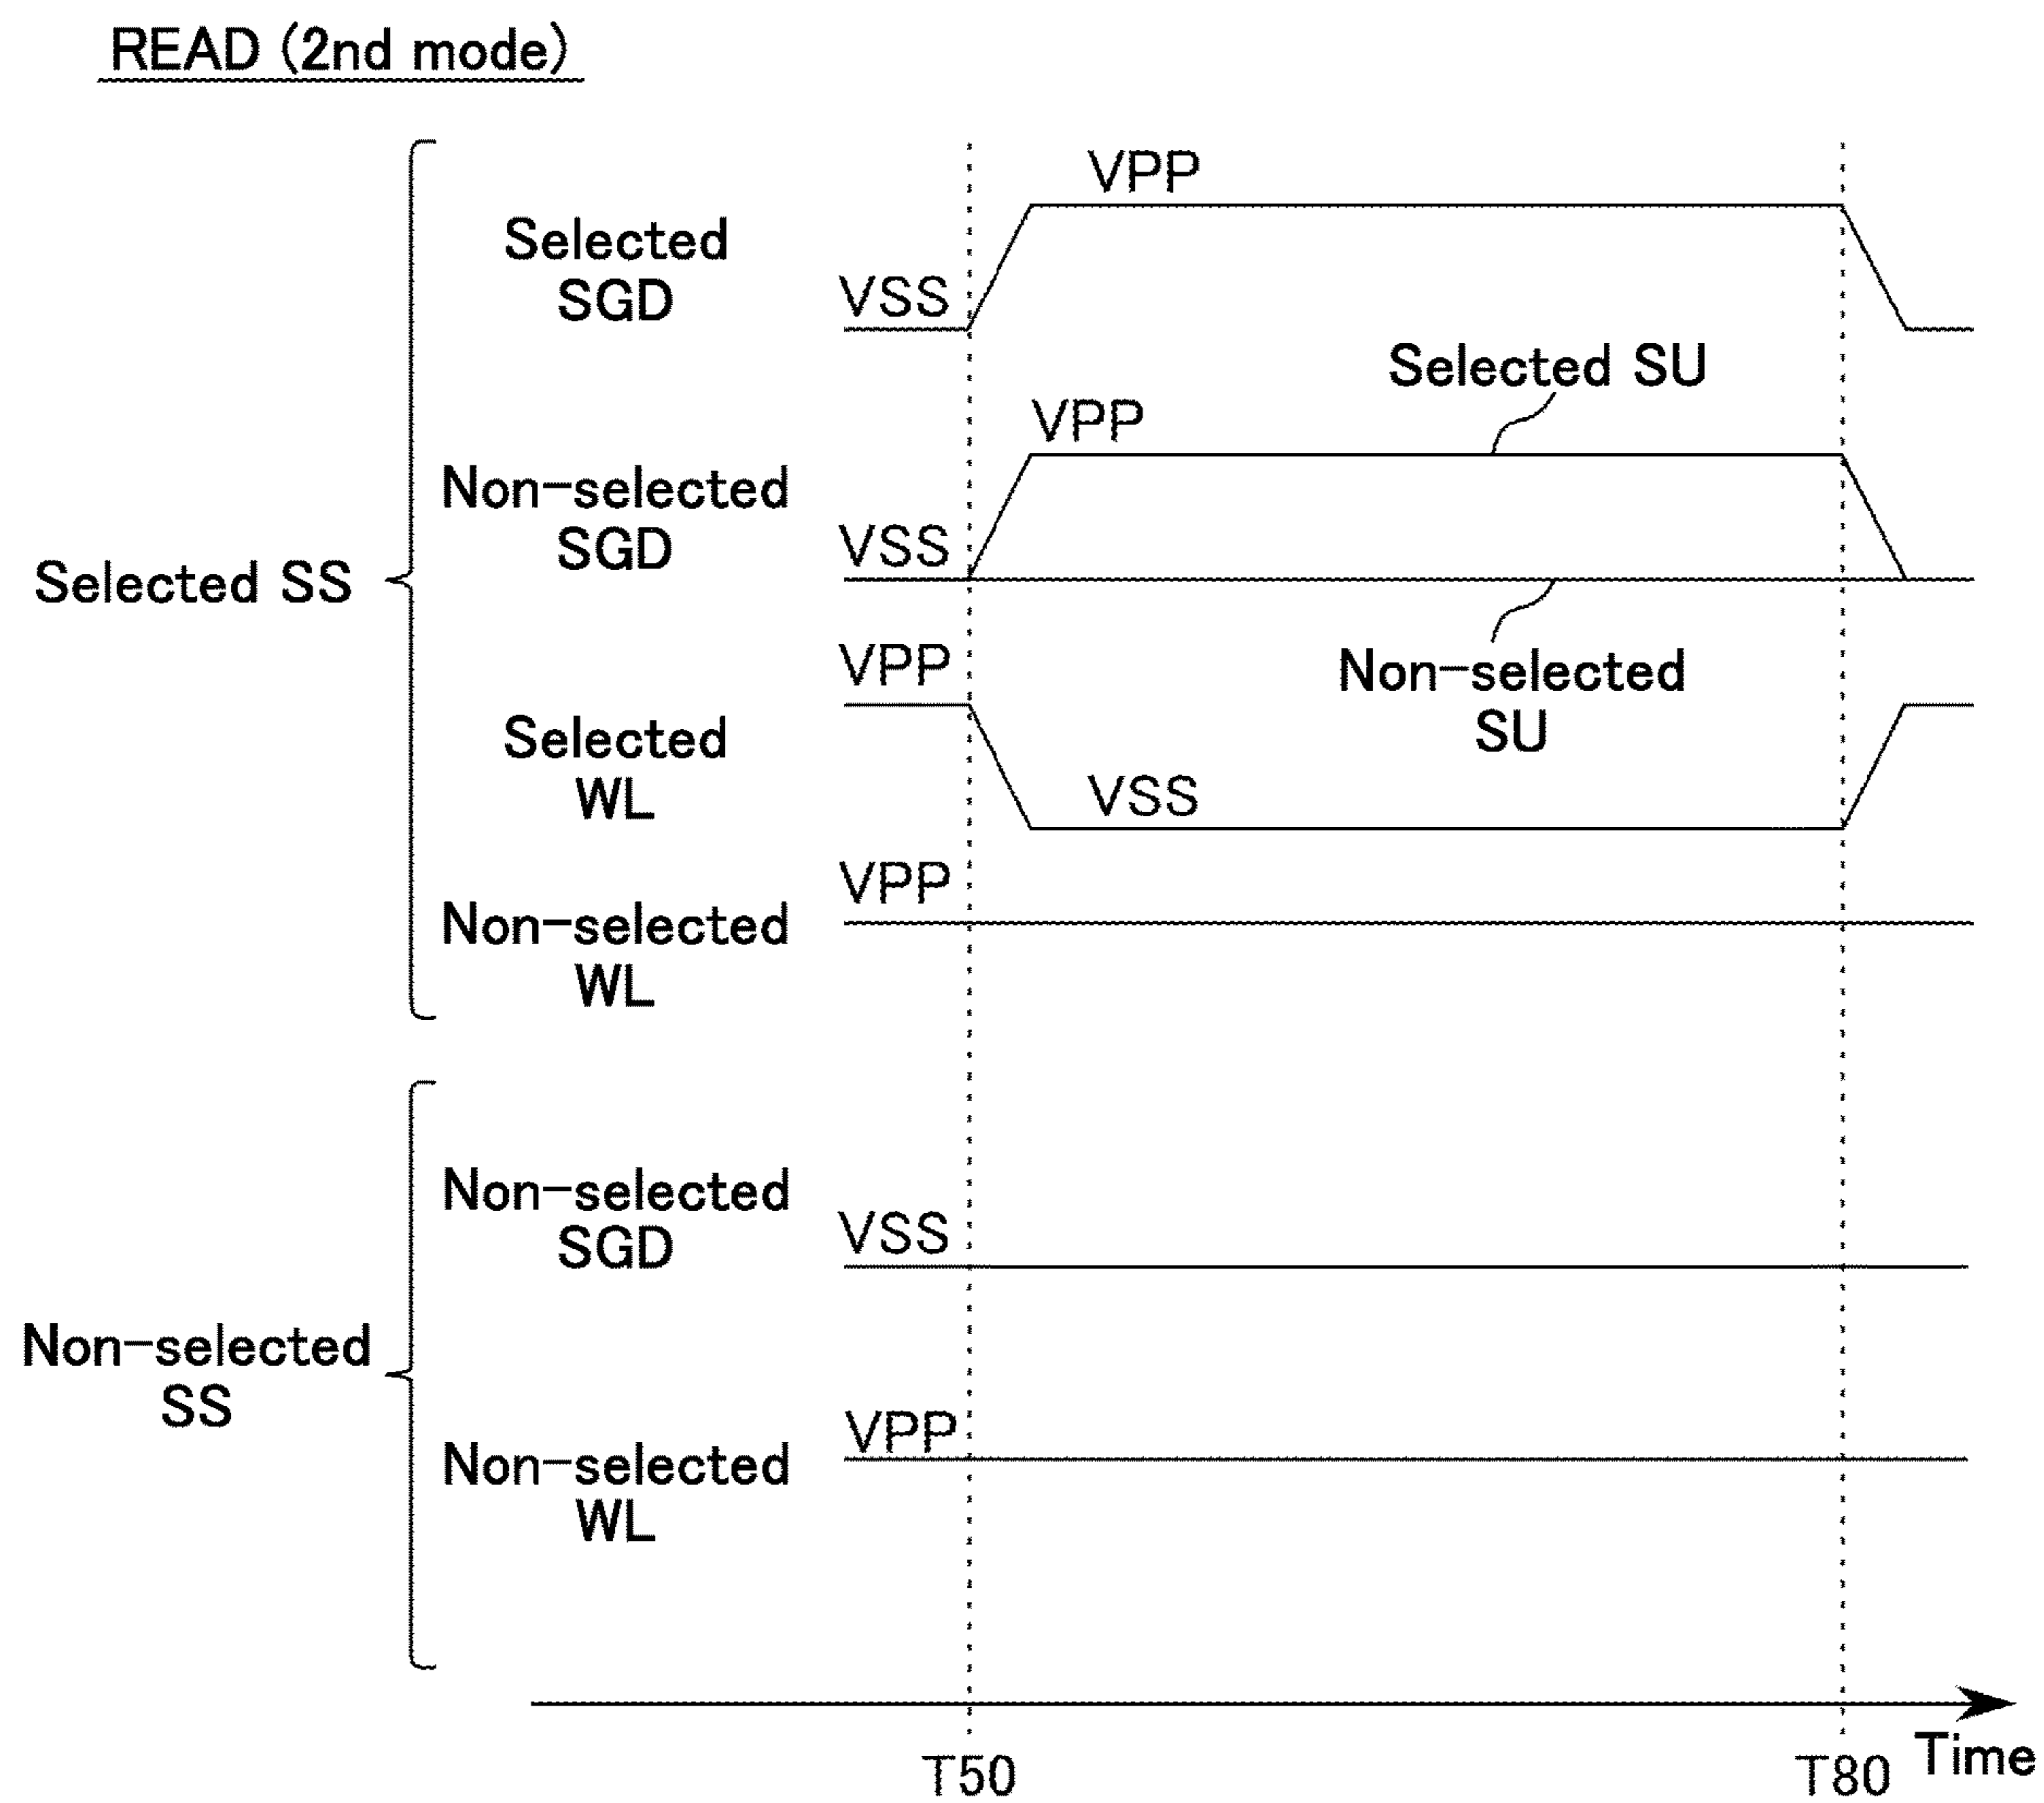 READ (2nd mode)
VPP
Selected
SGD
VSS
Selected SU
VPP
Non-selected
SGD
VSS
Selected SS
Non-selected
SU
VPP
Selected
WL
VSS
VPP
Non-selected
WL
Non-selected
SGD
VSS
Non-selected
SS
VPP
Non-selected
WL
T50
T80
Time